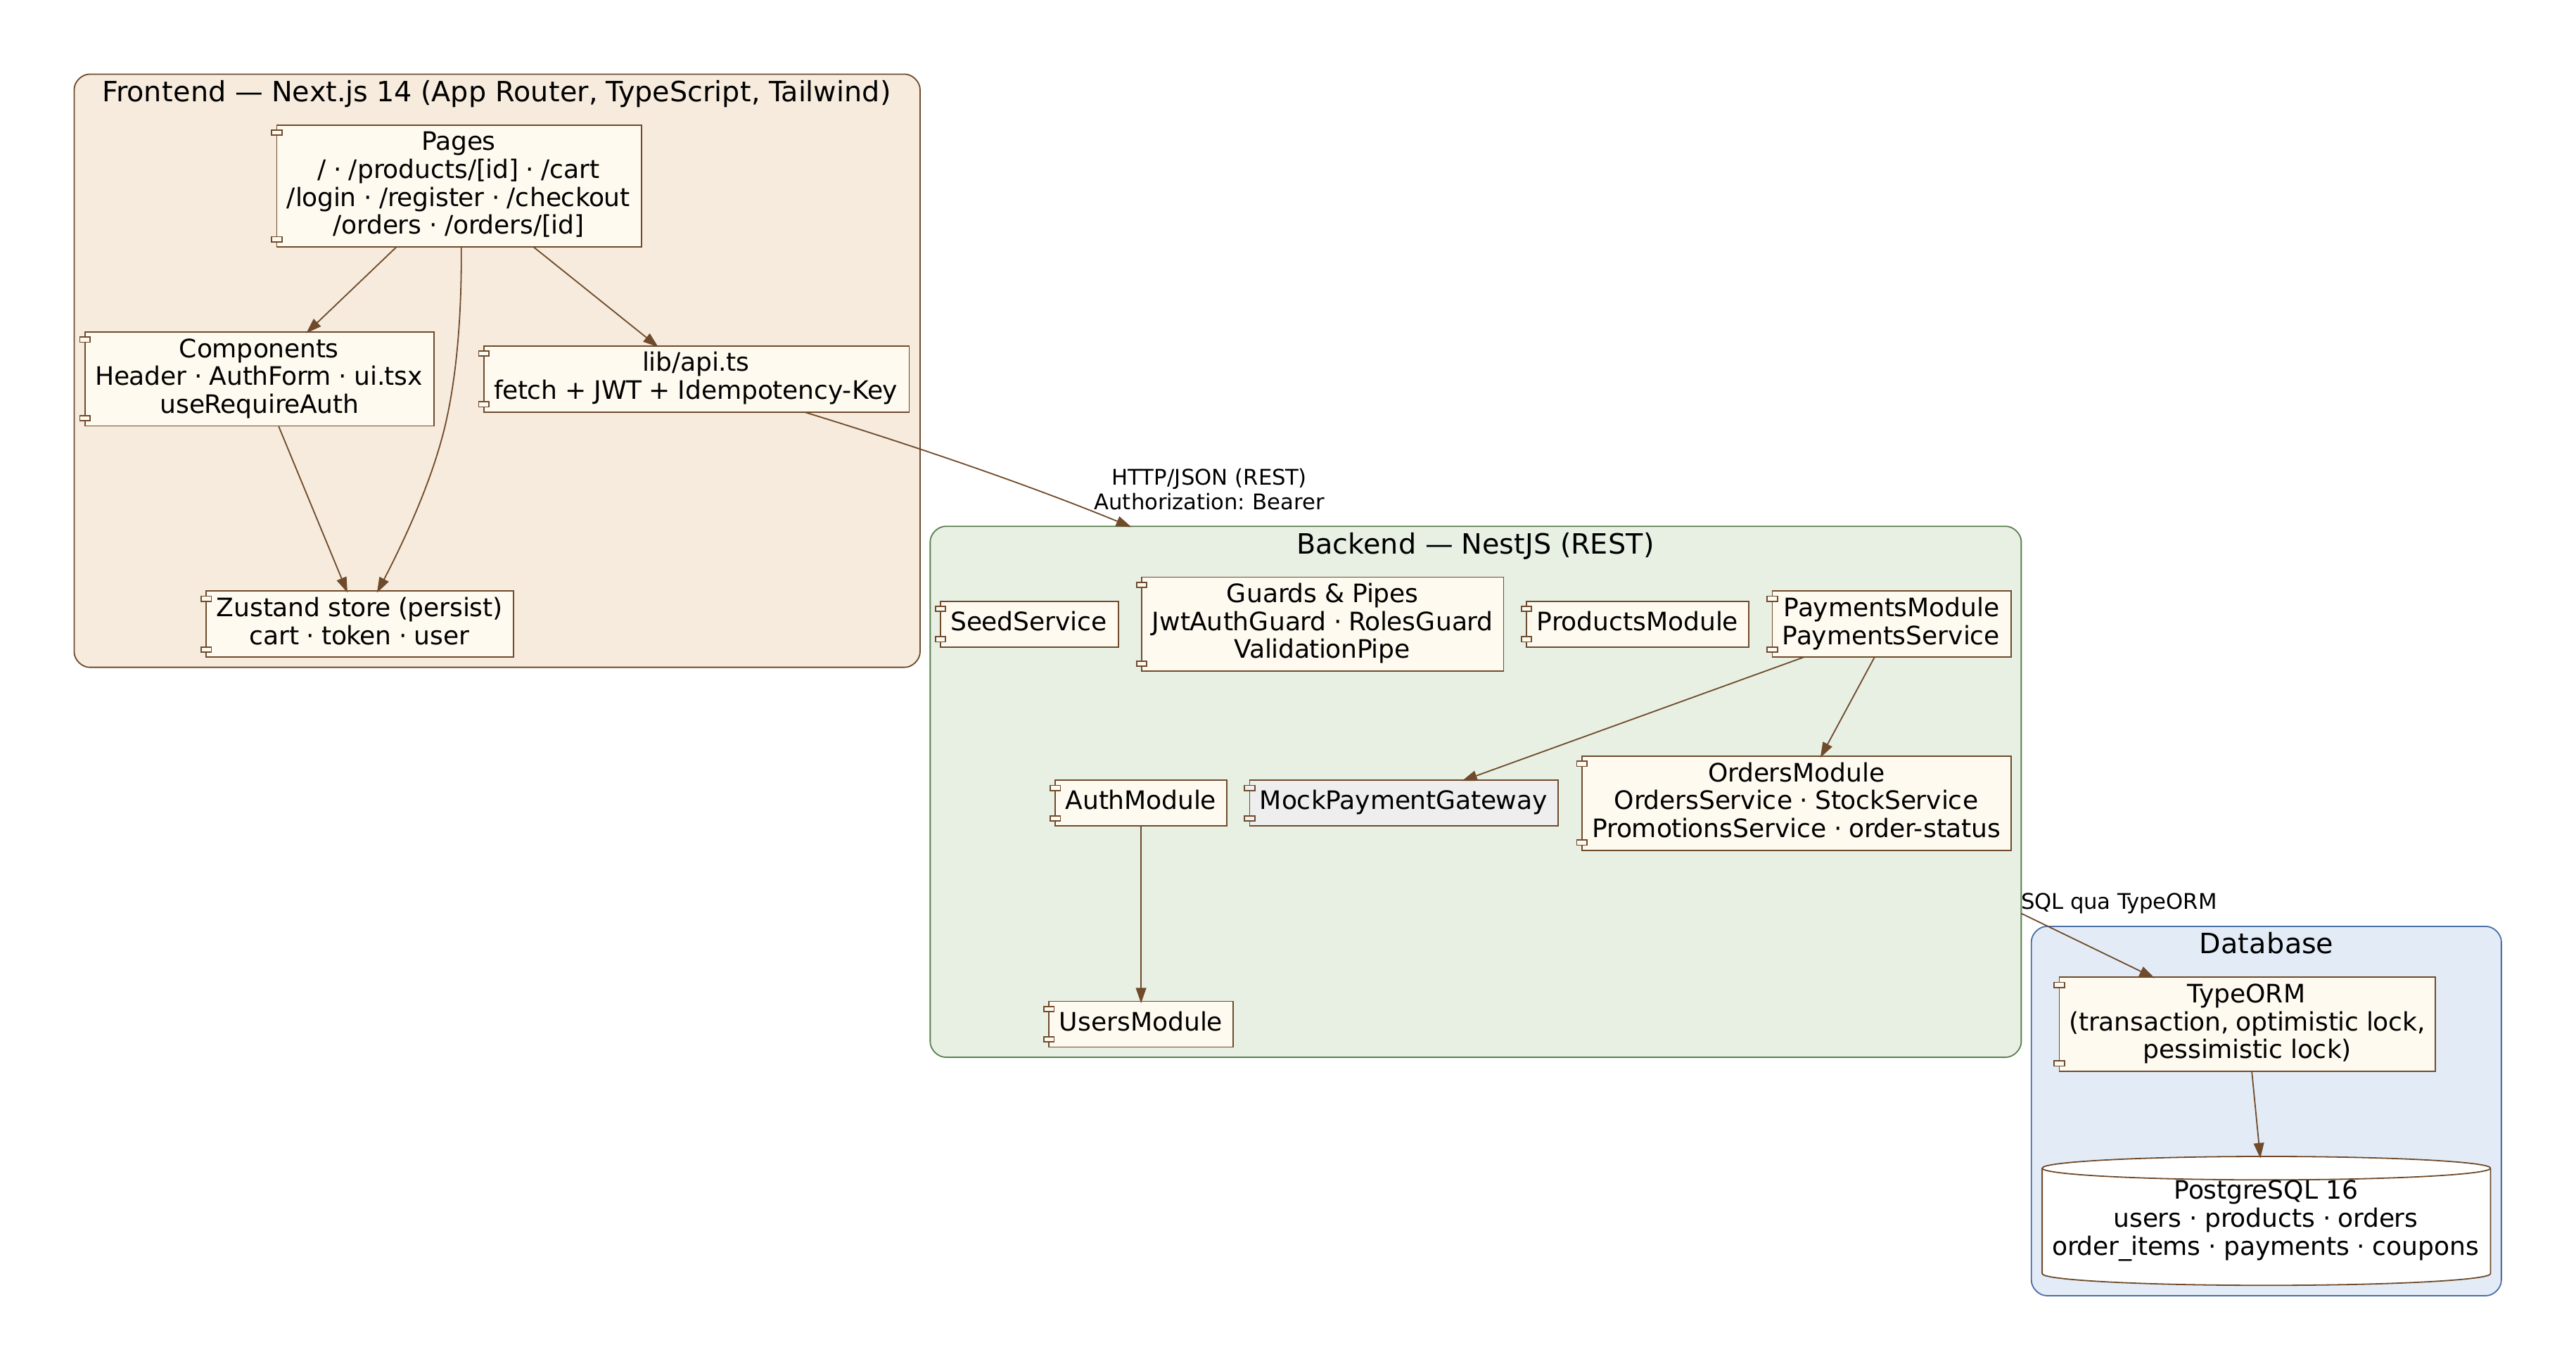 Frontend — Next.js 14 (App Router, TypeScript, Tailwind)
Pages
/ · /products/[id] · /cart
/login · /register · /checkout
/orders · /orders/[id]
Components
Header · AuthForm · ui.tsx
useRequireAuth
lib/api.ts
fetch + JWT + Idempotency-Key
Zustand store (persist)
cart · token · user
HTTP/JSON (REST)
Authorization: Bearer
Backend — NestJS (REST)
SeedService
Guards & Pipes
JwtAuthGuard · RolesGuard
ValidationPipe
ProductsModule
PaymentsModule
PaymentsService
AuthModule
MockPaymentGateway
OrdersModule
OrdersService · StockService
PromotionsService · order-status
UsersModule
SQL qua TypeORM
Database
TypeORM
(transaction, optimistic lock,
pessimistic lock)
PostgreSQL 16
users · products · orders
order_items · payments · coupons